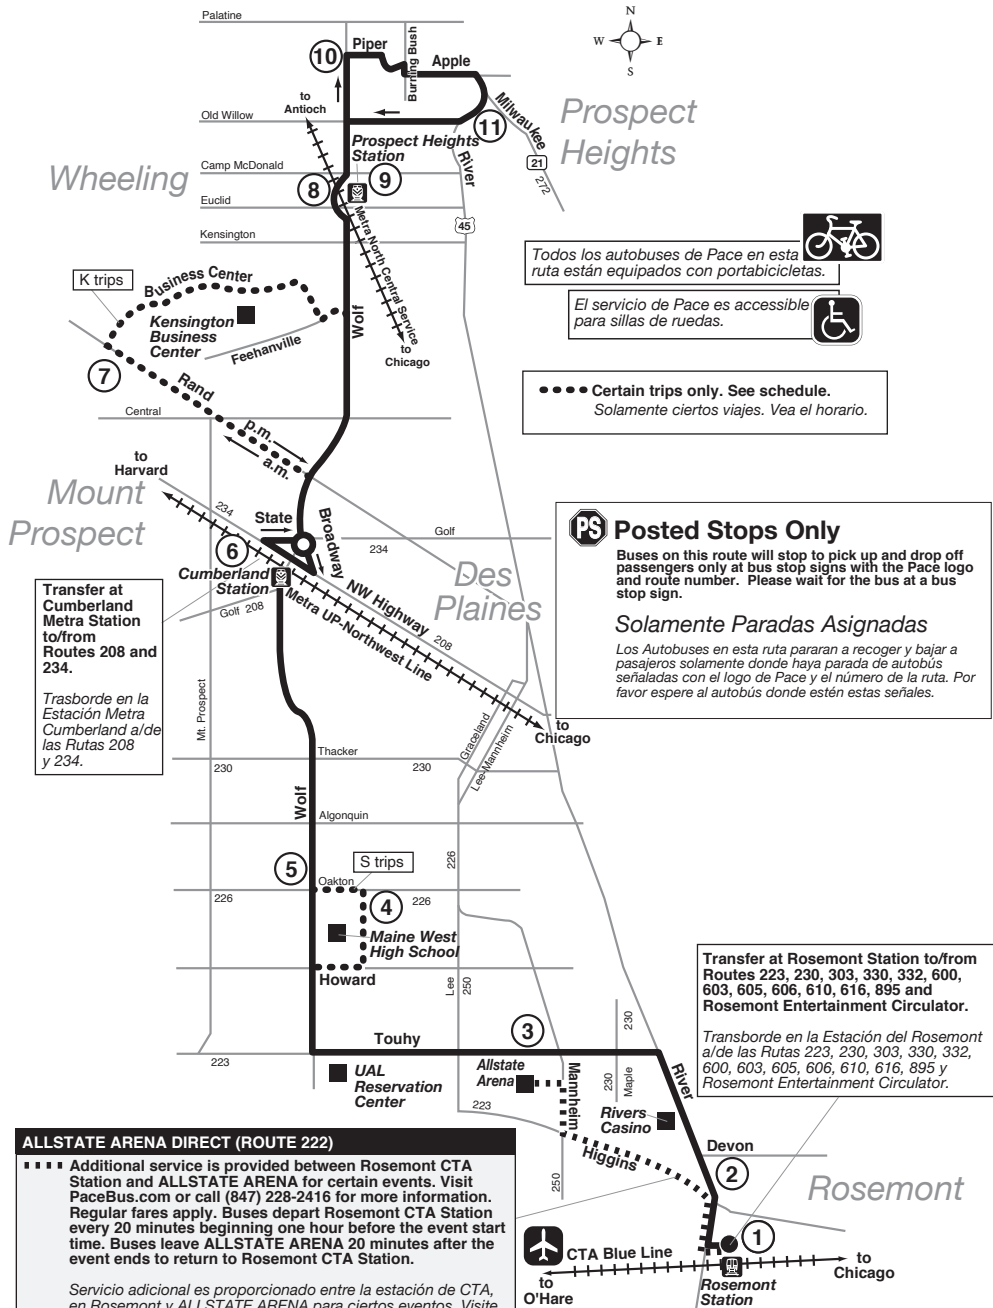 Palatine
N
W
E
S
10
Piper
Burning Bush
Apple
to
Antioch
Milwaukee
Prospect
Heights
Old Willow
11
Prospect Heights
Station
River
21
272
Wheeling
Camp McDonald
8
9
Euclid
45
Kensington
Metra North Central Service
Todos los autobuses de Pace en esta
ruta están equipados con portabicicletas.
K trips
Business Center
El servicio de Pace es accessible
para sillas de ruedas.
Kensington
Business
Center
Feehanville
Wolf
to
Chicago
7
Rand
Certain trips only. See schedule.
Solamente ciertos viajes. Vea el horario.
Central
p.m.
a.m.
to
Harvard
Mount
Prospect
234
State
Broadway
Golf
234
6
Cumberland
Station
Golf 208
NW Highway
208
Metra UP-Northwest Line
Des
Plaines
PS
Posted Stops Only
Buses on this route will stop to pick up and drop off
passengers only at bus stop signs with the Pace logo
and route number. Please wait for the bus at a bus
stop sign.
Solamente Paradas Asignadas
Los Autobuses en esta ruta pararan a recoger y bajar a
pasajeros solamente donde haya parada de autobús
señaladas con el logo de Pace y el número de la ruta. Por
favor espere al autobús donde estén estas señales.
Transfer at
Cumberland
Metra Station
to/from
Routes 208 and
234.
Trasborde en la
Estación Metra
Cumberland a/de
las Rutas 208
y 234.
Mt. Prospect
Graceland
Lee-Mannheim
to
Chicago
Thacker
230
230
Wolf
Algonquin
5
S trips
226
Oakton
226
226
4
Maine West
High School
Howard
Lee
250
Transfer at Rosemont Station to/from
Routes 223, 230, 303, 330, 332, 600,
603, 605, 606, 610, 616, 895 and
Rosemont Entertainment Circulator.
Transborde en la Estación del Rosemont
a/de las Rutas 223, 230, 303, 330, 332,
600, 603, 605, 606, 610, 616, 895 y
Rosemont Entertainment Circulator.
3
230
Touhy
223
UAL
Reservation
Center
Allstate
Arena
223
Mannheim
230
Maple
River
Rivers
Casino
Higgins
250
Devon
2
Rosemont
1
CTA Blue Line
to
O'Hare
Rosemont
Station
to
Chicago
ALLSTATE ARENA DIRECT (ROUTE 222)
Additional service is provided between Rosemont CTA
Station and ALLSTATE ARENA for certain events. Visit
PaceBus.com or call (847) 228-2416 for more information.
Regular fares apply. Buses depart Rosemont CTA Station
every 20 minutes beginning one hour before the event start
time. Buses leave ALLSTATE ARENA 20 minutes after the
event ends to return to Rosemont CTA Station.
Servicio adicional es proporcionado entre la estación de CTA,
en Rosemont y ALLSTATE ARENA para ciertos eventos. Visite